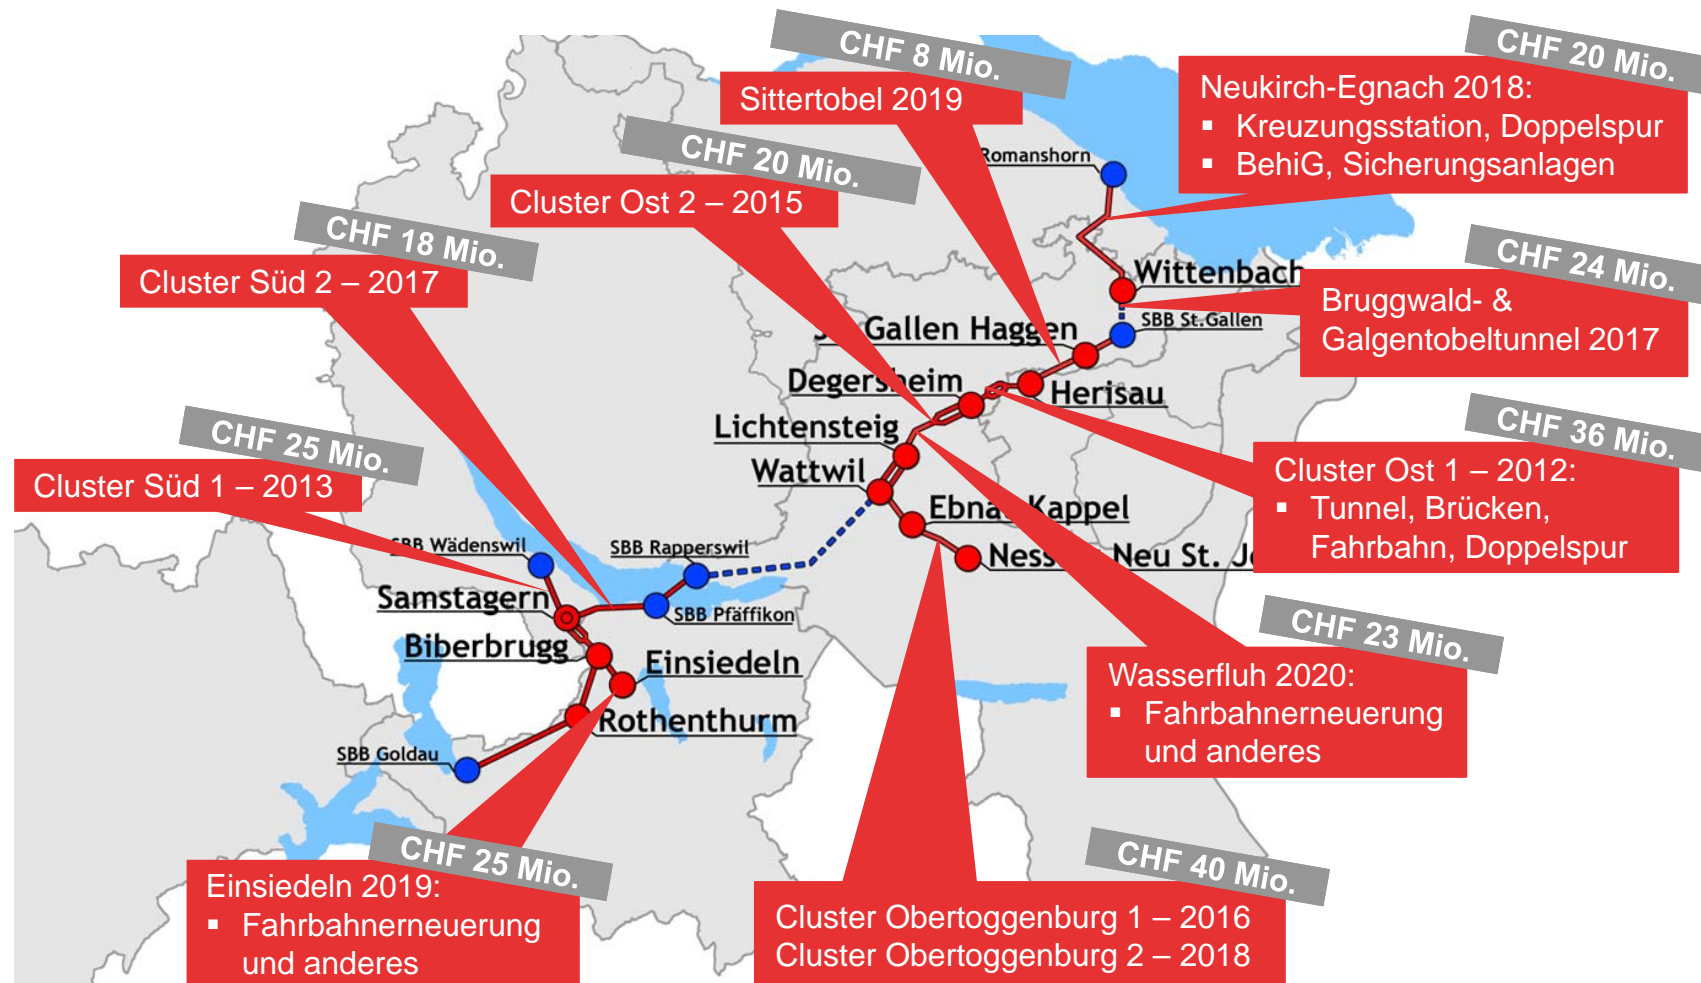 CHF 8 Mio.
Sittertobel 2019
CHF 20 Mio.
Neukirch-Egnach 2018:
▪ Kreuzungsstation, Doppelspur
▪ BehiG, Sicherungsanlagen
CHF 20 Mio.
Cluster Ost 2 – 2015
CHF 18 Mio.
Cluster Süd 2 – 2017
CHF 24 Mio.
Bruggwald- &
Galgentobeltunnel 2017
CHF 25 Mio.
Cluster Süd 1 – 2013
CHF 36 Mio.
Cluster Ost 1 – 2012:
▪ Tunnel, Brücken,
Fahrbahn, Doppelspur
CHF 23 Mio.
Wasserfluh 2020:
▪ Fahrbahnerneuerung
und anderes
CHF 25 Mio.
Einsiedeln 2019:
▪ Fahrbahnerneuerung
und anderes
CHF 40 Mio.
Cluster Obertoggenburg 1 – 2016
Cluster Obertoggenburg 2 – 2018
Romanshorn
Wittenbach
SBB St.Gallen
Gallen Haggen
Herisau
Degersheim
Lichtensteig
Wattwil
Ebnat Kappel
Neu St.
SBB Wädenswil
SBB Rapperswil
SBB Pfäffikon
Samstagern
Biberbrugg
Einsiedeln
Rothenthurm
SBB Goldau